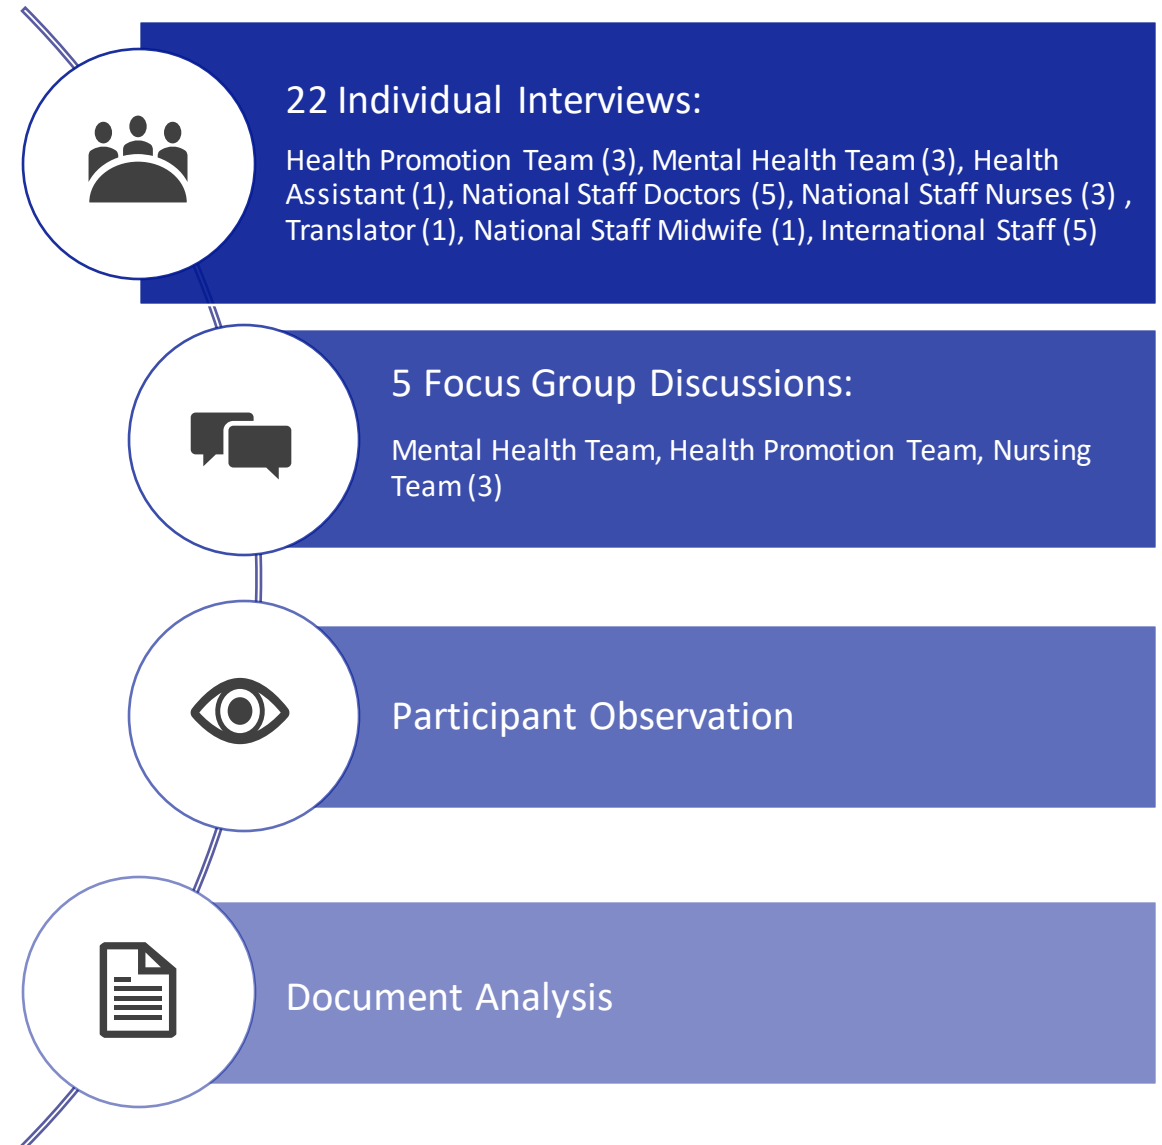 22 Individual Interviews:
Health Promotion Team (3), Mental Health Team (3), Health
Assistant (1), National Staff Doctors (5), National Staff Nurses (3) ,
Translator (1), National Staff Midwife (1), International Staff (5)
5 Focus Group Discussions:
Mental Health Team, Health Promotion Team, Nursing
Team (3)
Participant Observation
Document Analysis